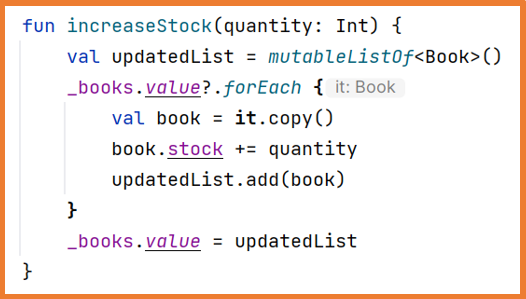 fun increaseStock(quantity: Int) {
    val updatedList = mutableListOf<Book>()
    _books.value?.forEach { it: Book
        val book = it.copy()
        book.stock += quantity
        updatedList.add(book)
    }
    _books.value = updatedList
}